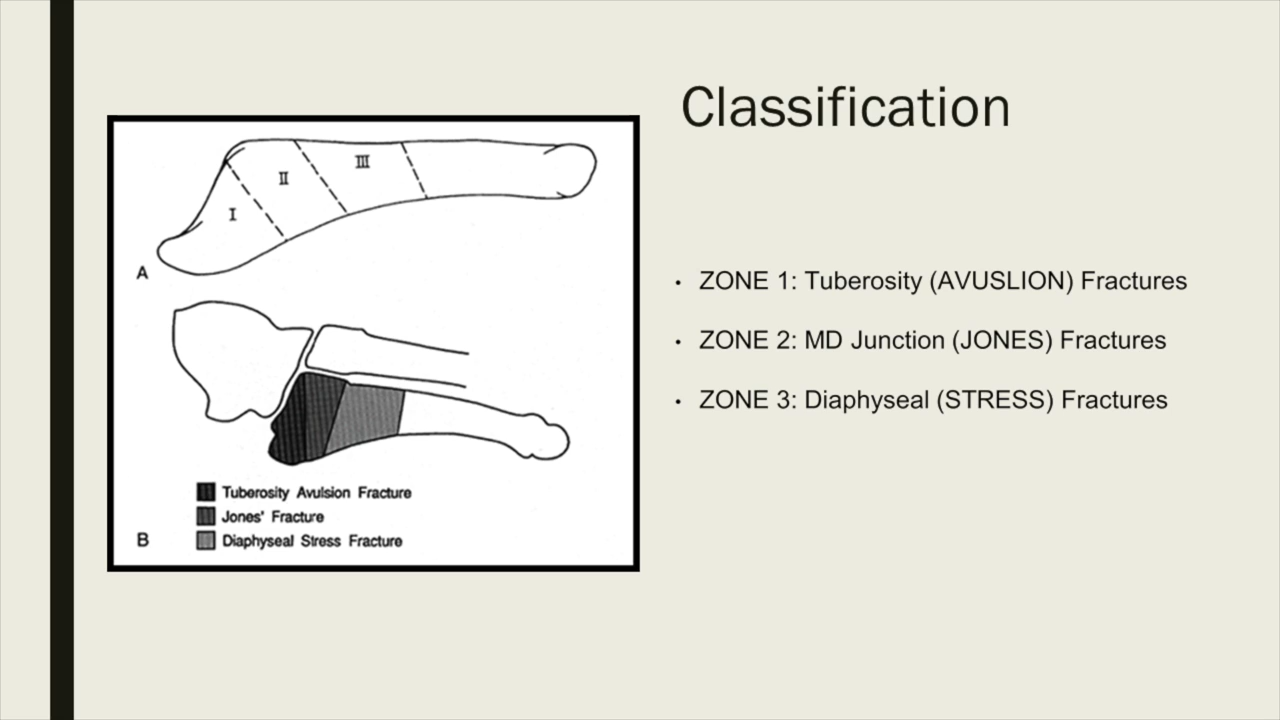 Classification
I
II
III
A
Tuberosity Avulsion Fracture
Jones' Fracture
Diaphyseal Stress Fracture
B
• ZONE 1: Tuberosity (AVUSLION) Fractures
• ZONE 2: MD Junction (JONES) Fractures
• ZONE 3: Diaphyseal (STRESS) Fractures